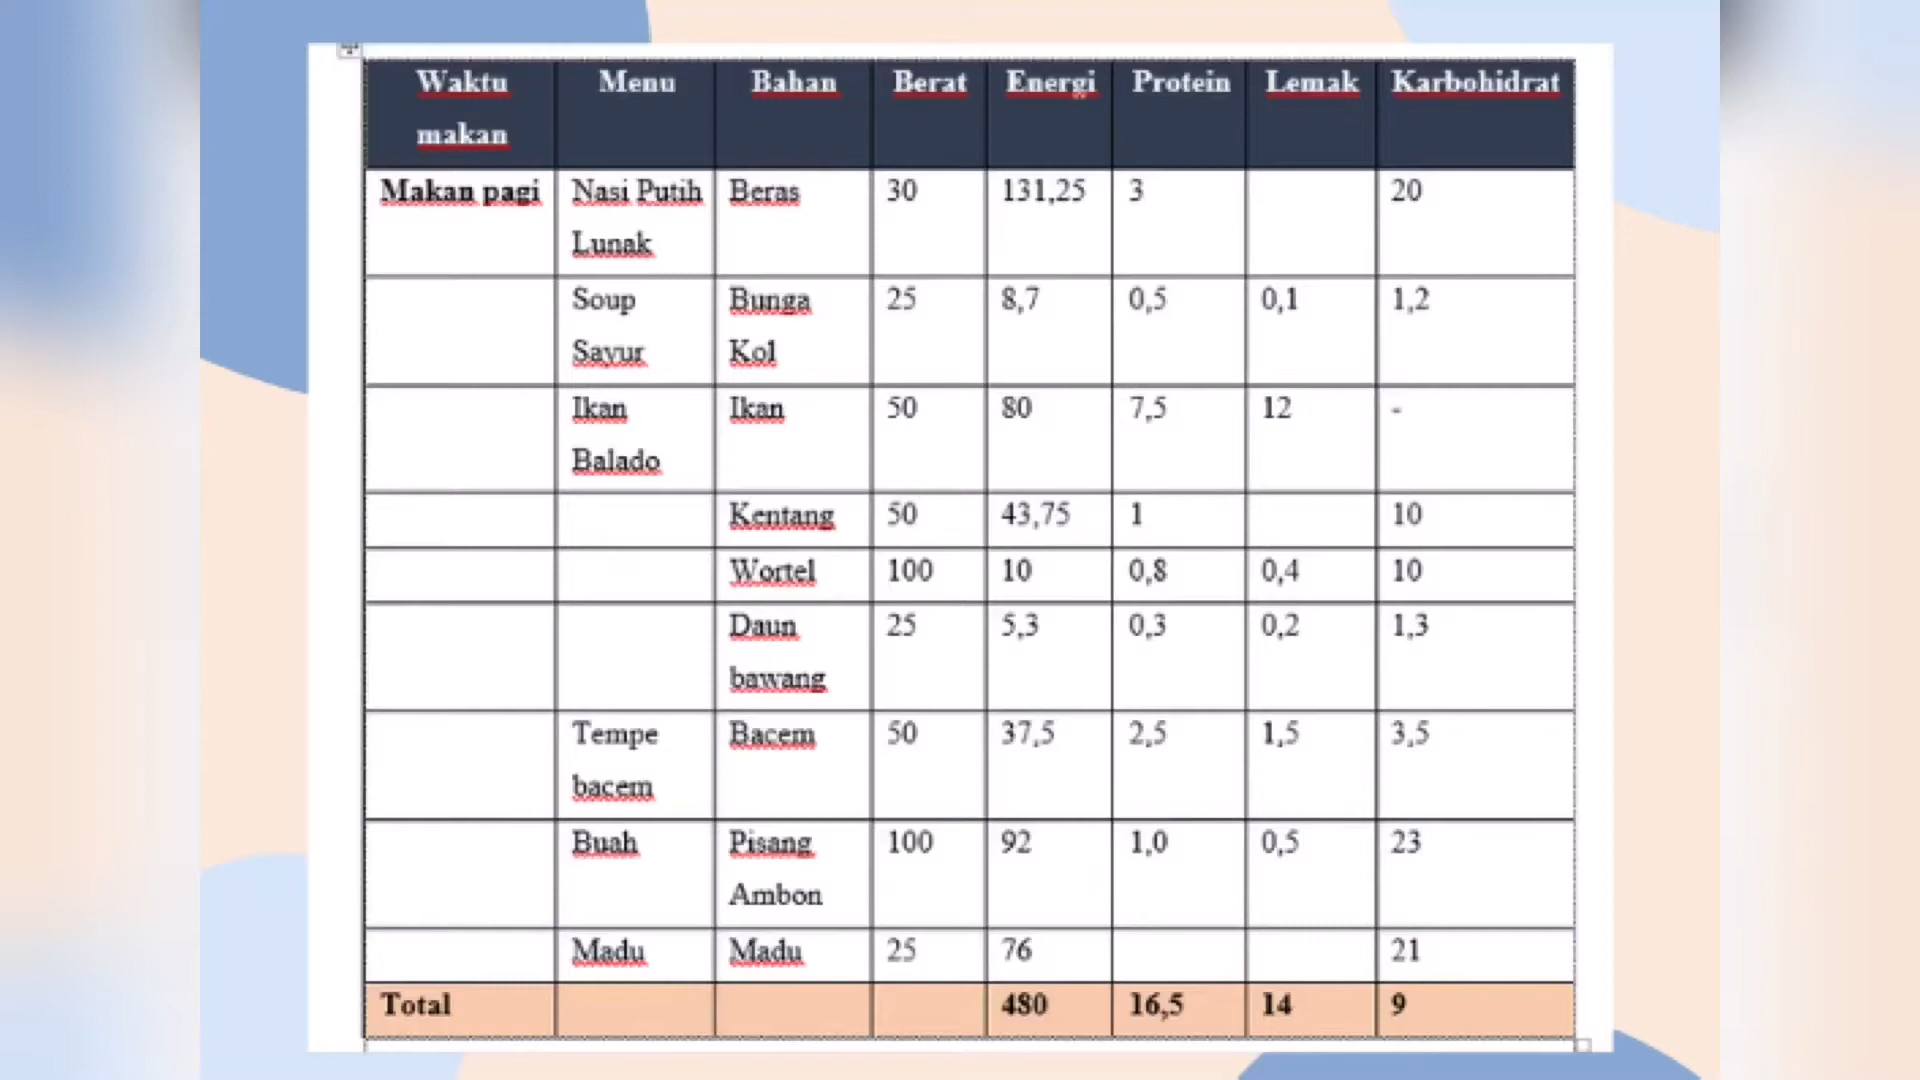 Waktu makan Menu Bahan Berat Energi Protein Lemak Karbohidrat
Makan pagi Nasi Putih Lunak Beras 30 131,25 3 20
Soup Sayur Bunga Kol 25 8,7 0,5 0,1 1,2
Ikan Balado Ikan 50 80 7,5 12 -
Kentang 50 43,75 1 10
Wortel 100 10 0,8 0,4 10
Daun bawang 25 5,3 0,3 0,2 1,3
Tempe bacem Bacem 50 37,5 2,5 1,5 3,5
Buah Pisang Ambon 100 92 1,0 0,5 23
Madu Madu 25 76 21
Total 480 16,5 14 9